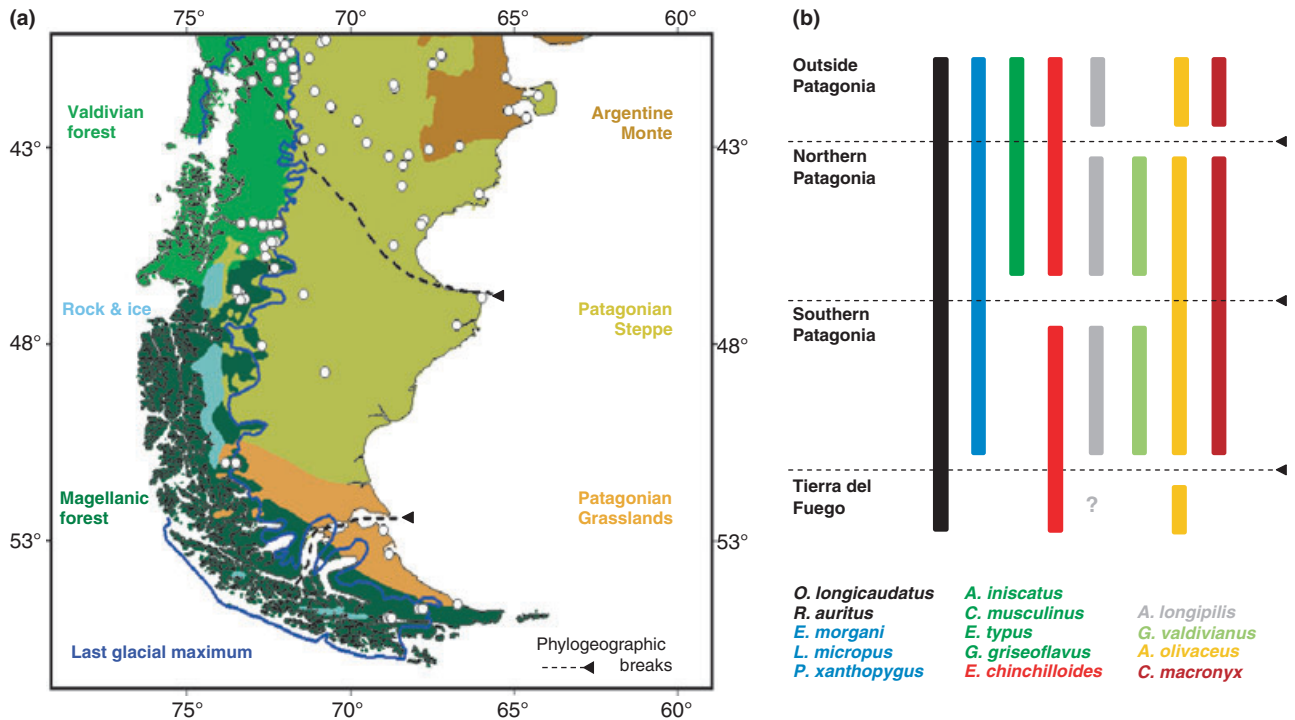 (a)
75° 70° 65° 60°
Valdivian
forest
Argentine
Monte
43°
43°
Rock & ice
Patagonian
Steppe
48°
48°
Magellanic
forest
Patagonian
Grasslands
53°
53°
Last glacial maximum
Phylogeographic
breaks
75° 70° 65° 60°
(b)
Outside
Patagonia
Northern
Patagonia
Southern
Patagonia
Tierra del
Fuego
?
O. longicaudatus
R. auritus
E. morgani
L. micropus
P. xanthopygus
A. iniscatus
C. musculinus
E. typus
G. griseoflavus
E. chinchilloides
A. longipilis
G. valdivianus
A. olivaceus
C. macronyx